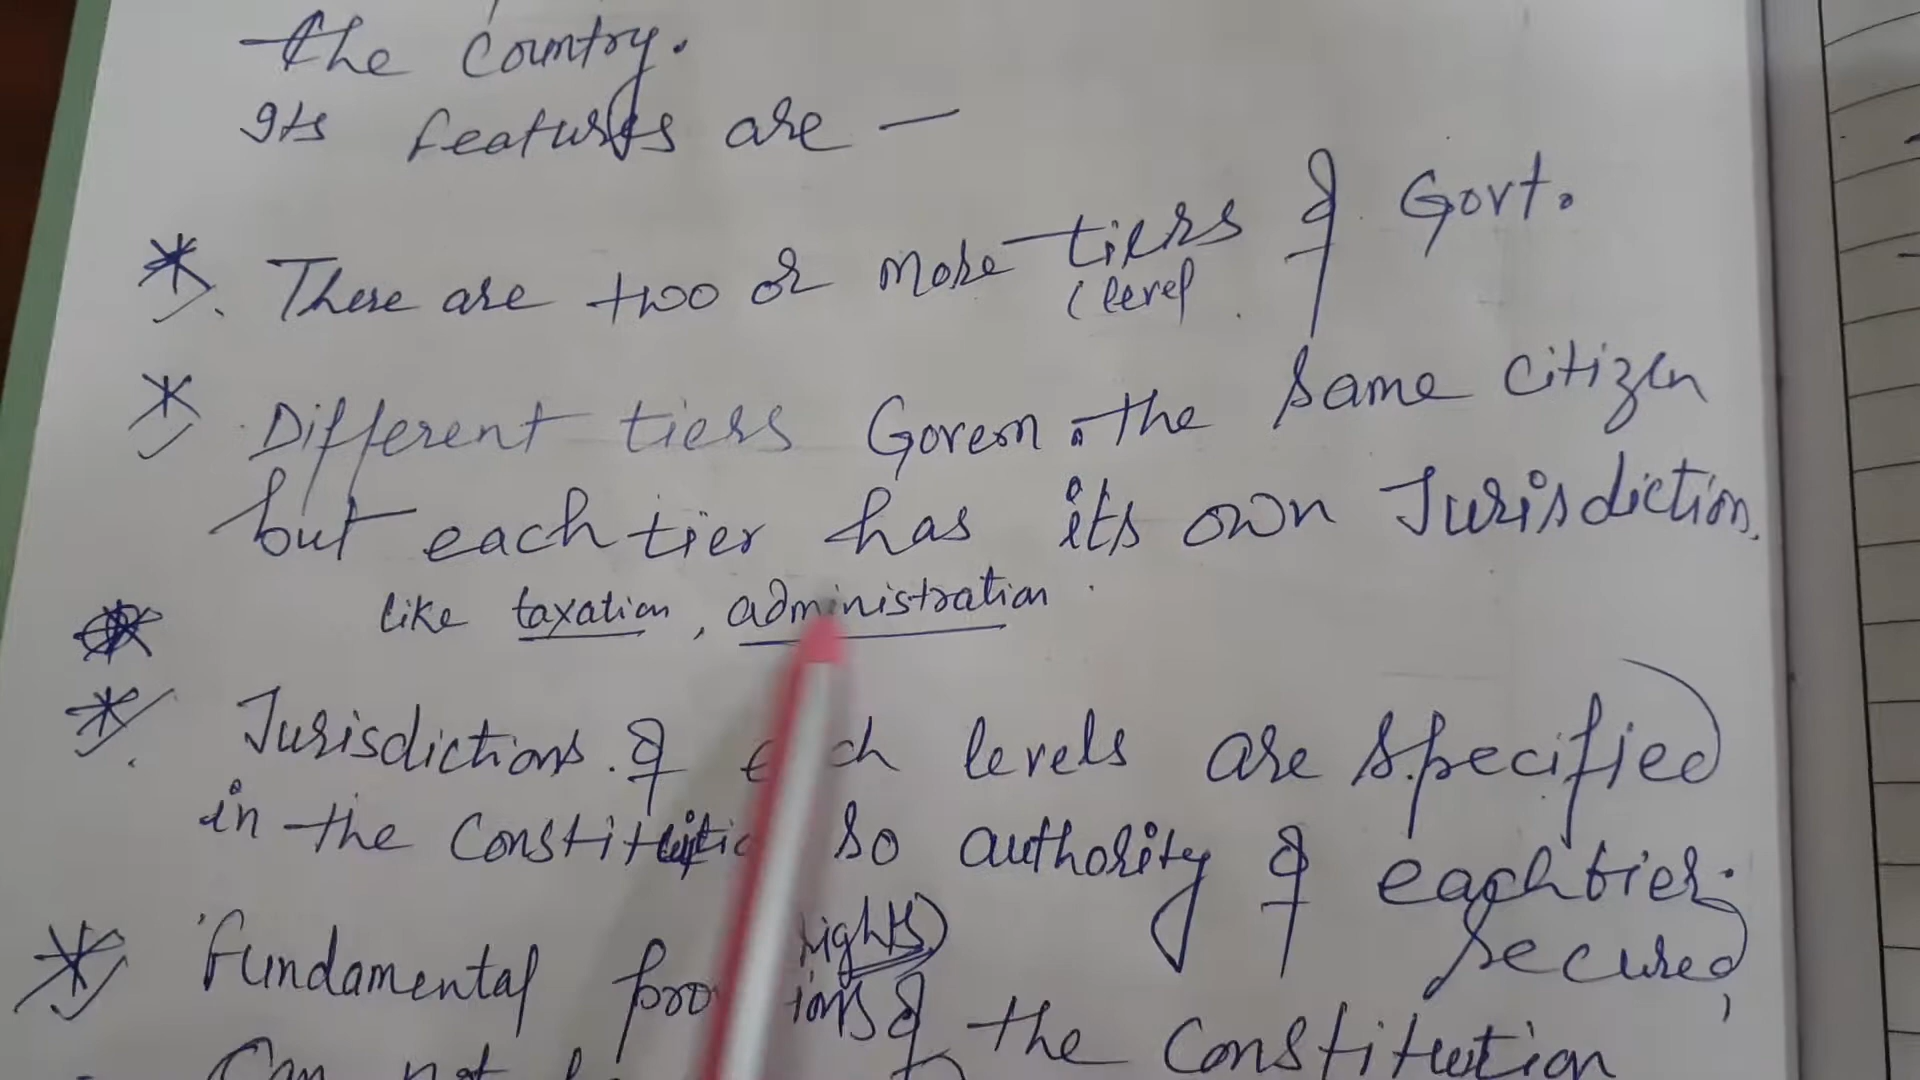 the country.
Its features are —
There are two or more tiers of Govt.
(level
Different tiers Govern the same citizen
but each tier has its own Jurisdiction.
like taxation, administration
Jurisdictions of levels are specified
in the so authority of each tier
secured
rights)
Fundamental of the Constitution
Can not